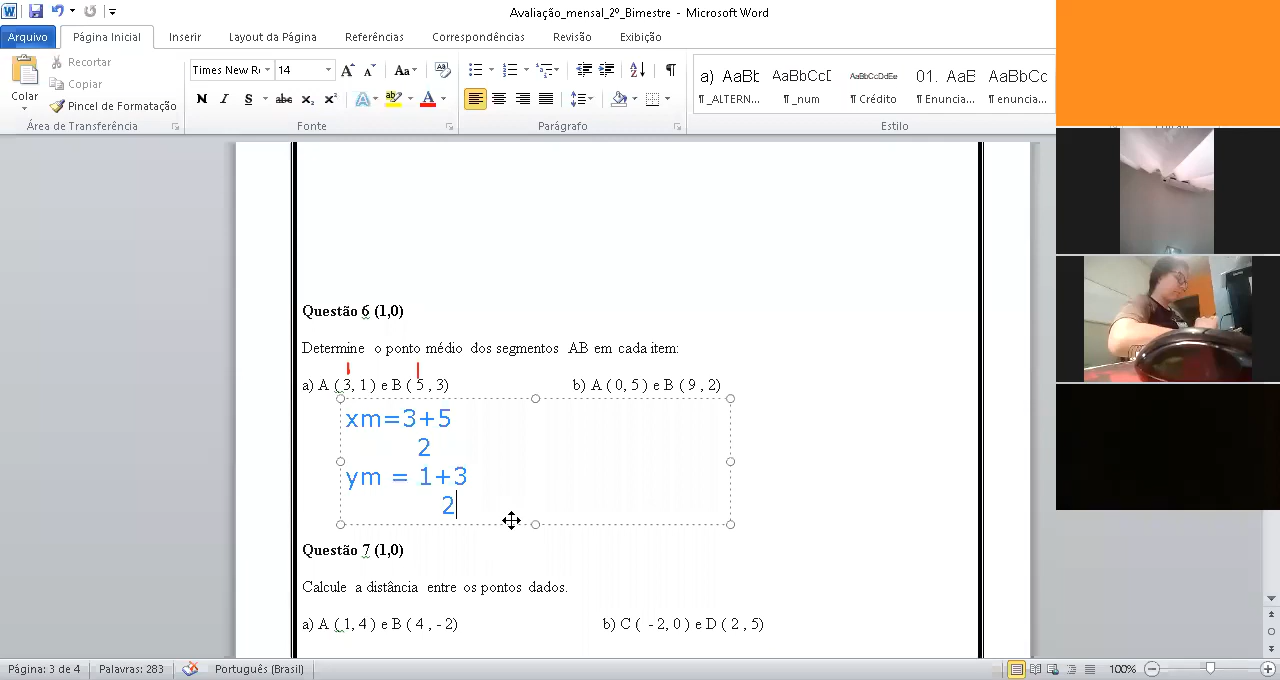 Avaliação_mensal_2º_Bimestre - Microsoft Word
Arquivo Página Inicial Inserir Layout da Página Referências Correspondências Revisão Exibição
Colar
Recortar
Copiar
Pincel de Formatação
Área de Transferência
Times New R 14
N I S abc x₂ x²
Fonte
Parágrafo
a) AaBb AaBbCcD AaBbCcDdEe 01. AaE AaBbCc
¶ _ALTERN... ¶ _num ¶ Crédito ¶ Enuncia... ¶ enuncia...
Estilo
Questão 6 (1,0)
Determine o ponto médio dos segmentos AB em cada item:
a) A ( 3, 1 ) e B ( 5 , 3) b) A ( 0, 5 ) e B ( 9 , 2)
xm=3+5
2
ym = 1+3
2
Questão 7 (1,0)
Calcule a distância entre os pontos dados.
a) A ( 1, 4 ) e B ( 4 , - 2) b) C ( - 2, 0 ) e D ( 2 , 5)
Página: 3 de 4 Palavras: 283 Português (Brasil) 100%